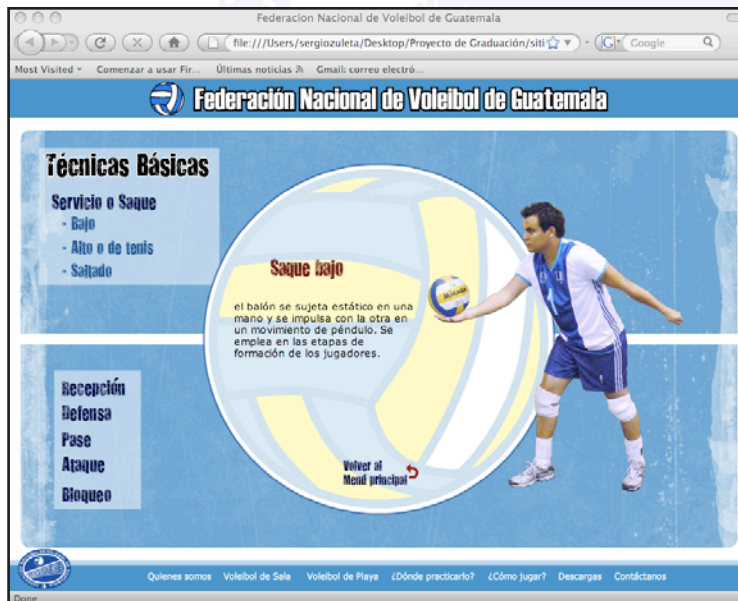 Federacion Nacional de Voleibol de Guatemala
file:///Users/sergiozuleta/Desktop/Proyecto de Graduación/siti
Google
Most Visited
Comenzar a usar Fir...
Últimas noticias
Gmail: correo electró...
Federación Nacional de Voleibol de Guatemala
Técnicas Básicas
Servicio o Saque
- Bajo
- Alto o de tenis
- Saltado
Saque bajo
el balón se sujeta estático en una
mano y se impulsa con la otra en
un movimiento de péndulo. Se
emplea en las etapas de
formación de los jugadores.
Recepción
Defensa
Pase
Ataque
Bloqueo
Volver al
Menú principal
Quienes somos
Voleibol de Sala
Voleibol de Playa
¿Dónde practicarlo?
¿Cómo jugar?
Descargas
Contáctanos
Done